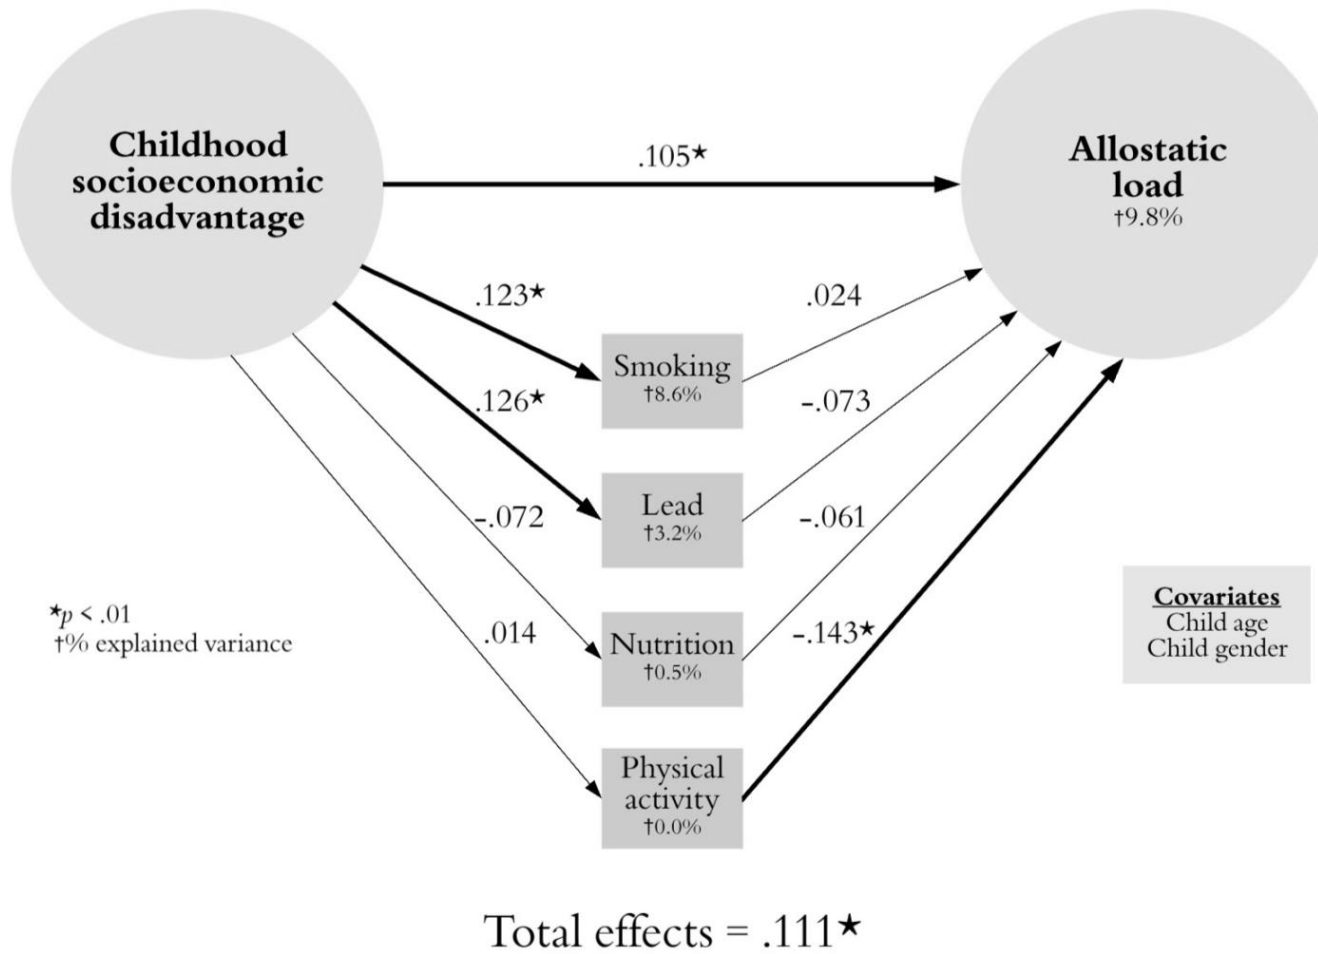 Childhood
socioeconomic
disadvantage
.105★
Allostatic
load
†9.8%
.123★
.024
Smoking
†8.6%
.126★
-.073
Lead
†3.2%
-.072
-.061
Nutrition
†0.5%
.014
-.143★
Physical
activity
†0.0%
★p < .01
†% explained variance
Covariates
Child age
Child gender
Total effects = .111★